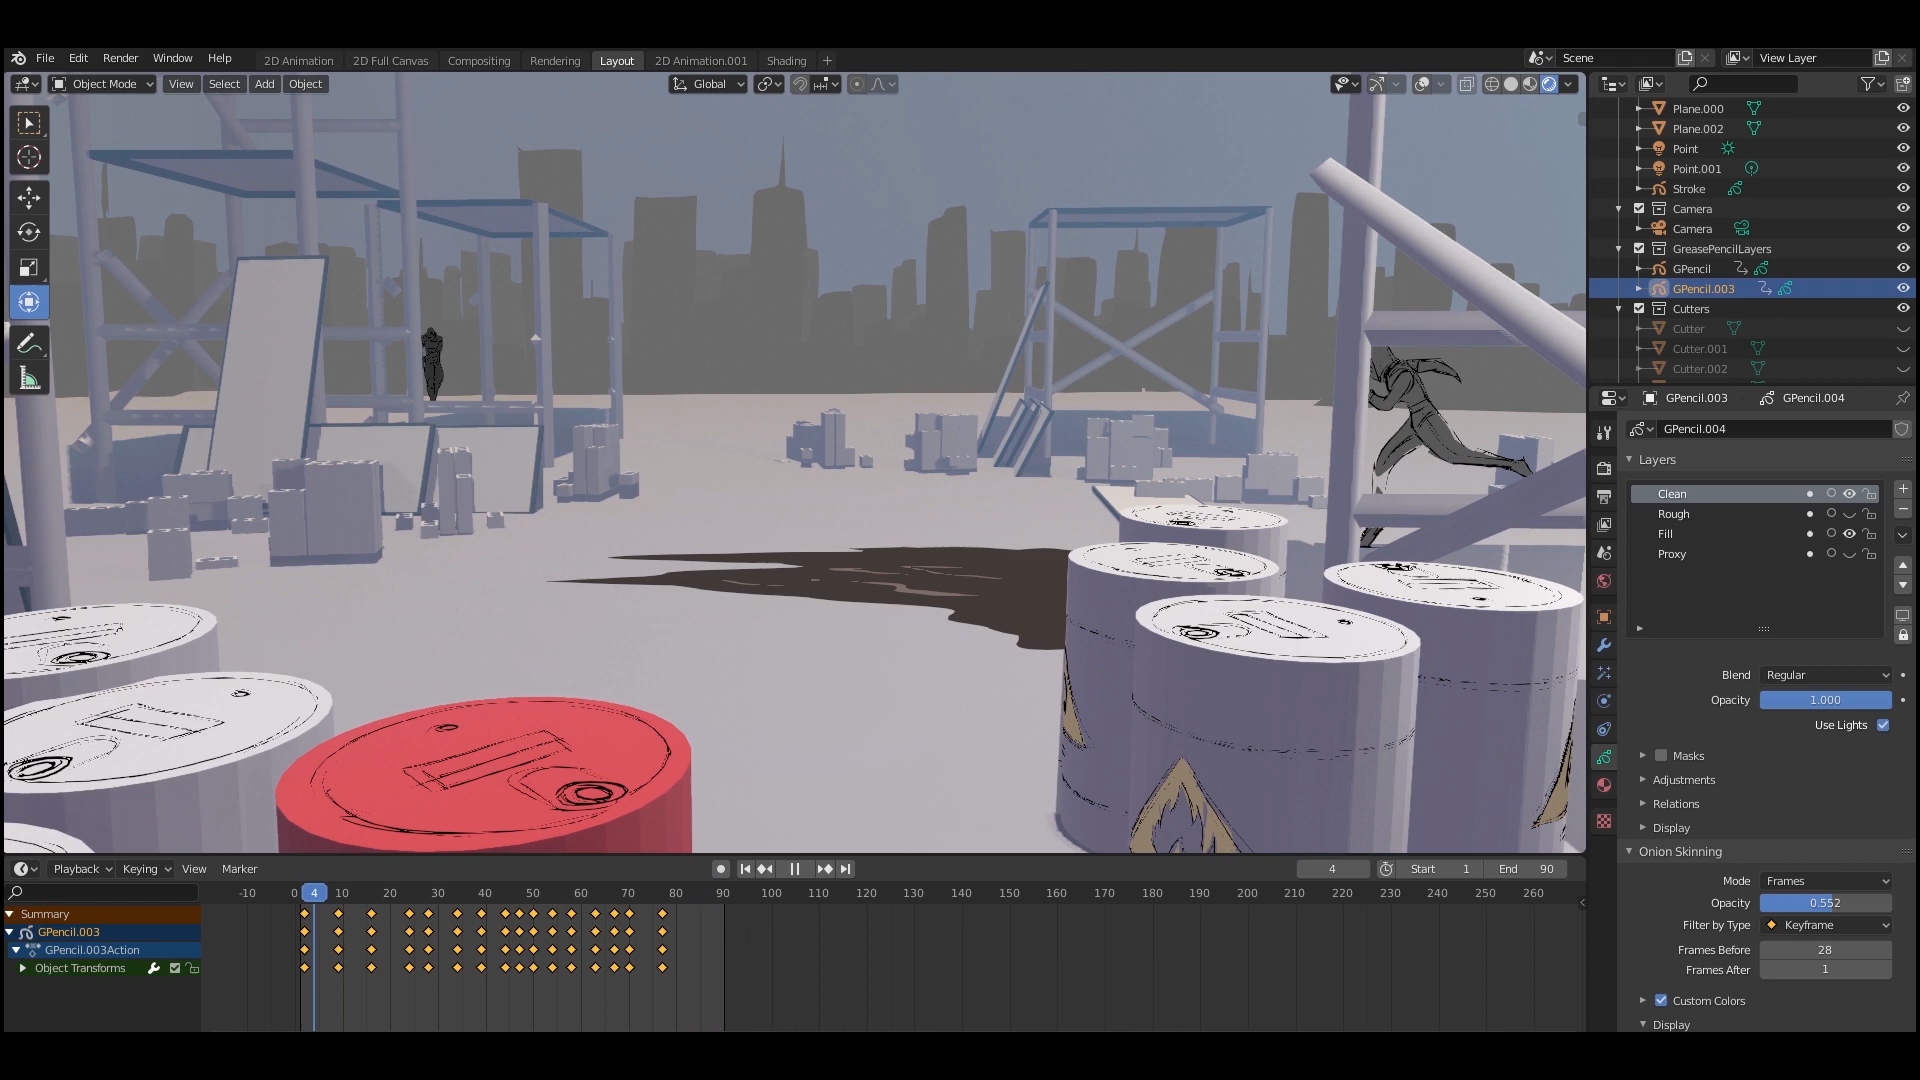 File Edit Render Window Help 2D Animation 2D Full Canvas Compositing Rendering Layout 2D Animation.001 Shading + Scene View Layer
Object Mode View Select Add Object Global
Plane.000
Plane.002
Point
Point.001
Stroke
Camera
Camera
GreasePencilLayers
GPencil
GPencil.003
Cutters
Cutter
Cutter.001
Cutter.002
GPencil.003 GPencil.004
GPencil.004
Layers
Clean
Rough
Fill
Proxy
Blend Regular
Opacity 1.000
Use Lights
Masks
Adjustments
Relations
Display
Onion Skinning
Mode Frames
Opacity 0.552
Filter by Type Keyframe
Frames Before 28
Frames After 1
Custom Colors
Display
Playback Keying View Marker 4 Start 1 End 90
-10 0 4 10 20 30 40 50 60 70 80 90 100 110 120 130 140 150 160 170 180 190 200 210 220 230 240 250 260
Summary
GPencil.003
GPencil.003Action
Object Transforms